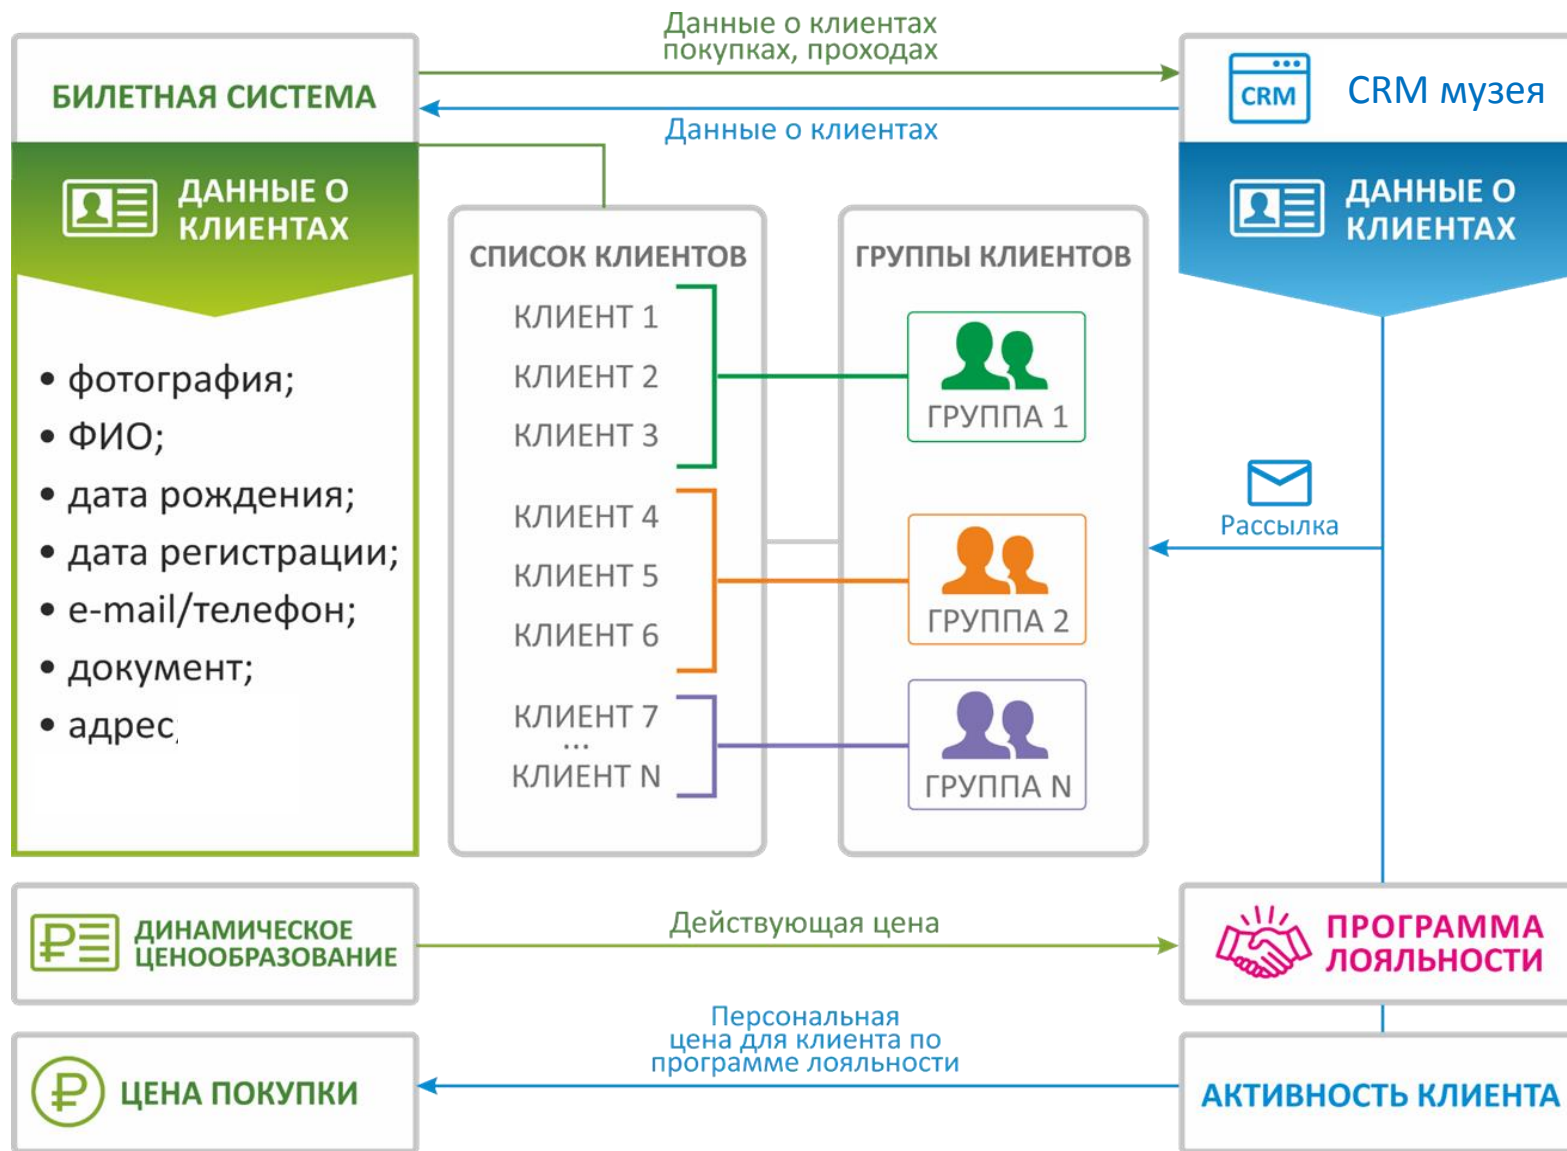 Данные о клиентах
покупках, проходах
БИЛЕТНАЯ СИСТЕМА
CRM
CRM музея
Данные о клиентах
ДАННЫЕ О
КЛИЕНТАХ
ДАННЫЕ О
КЛИЕНТАХ
• фотография;
• ФИО;
• дата рождения;
• дата регистрации;
• e-mail/телефон;
• документ;
• адрес;
СПИСОК КЛИЕНТОВ
КЛИЕНТ 1
КЛИЕНТ 2
КЛИЕНТ 3
КЛИЕНТ 4
КЛИЕНТ 5
КЛИЕНТ 6
КЛИЕНТ 7
...
КЛИЕНТ N
ГРУППЫ КЛИЕНТОВ
ГРУППА 1
ГРУППА 2
ГРУППА N
Рассылка
ДИНАМИЧЕСКОЕ
ЦЕНООБРАЗОВАНИЕ
Действующая цена
ПРОГРАММА
ЛОЯЛЬНОСТИ
ЦЕНА ПОКУПКИ
Персональная
цена для клиента по
программе лояльности
АКТИВНОСТЬ КЛИЕНТА